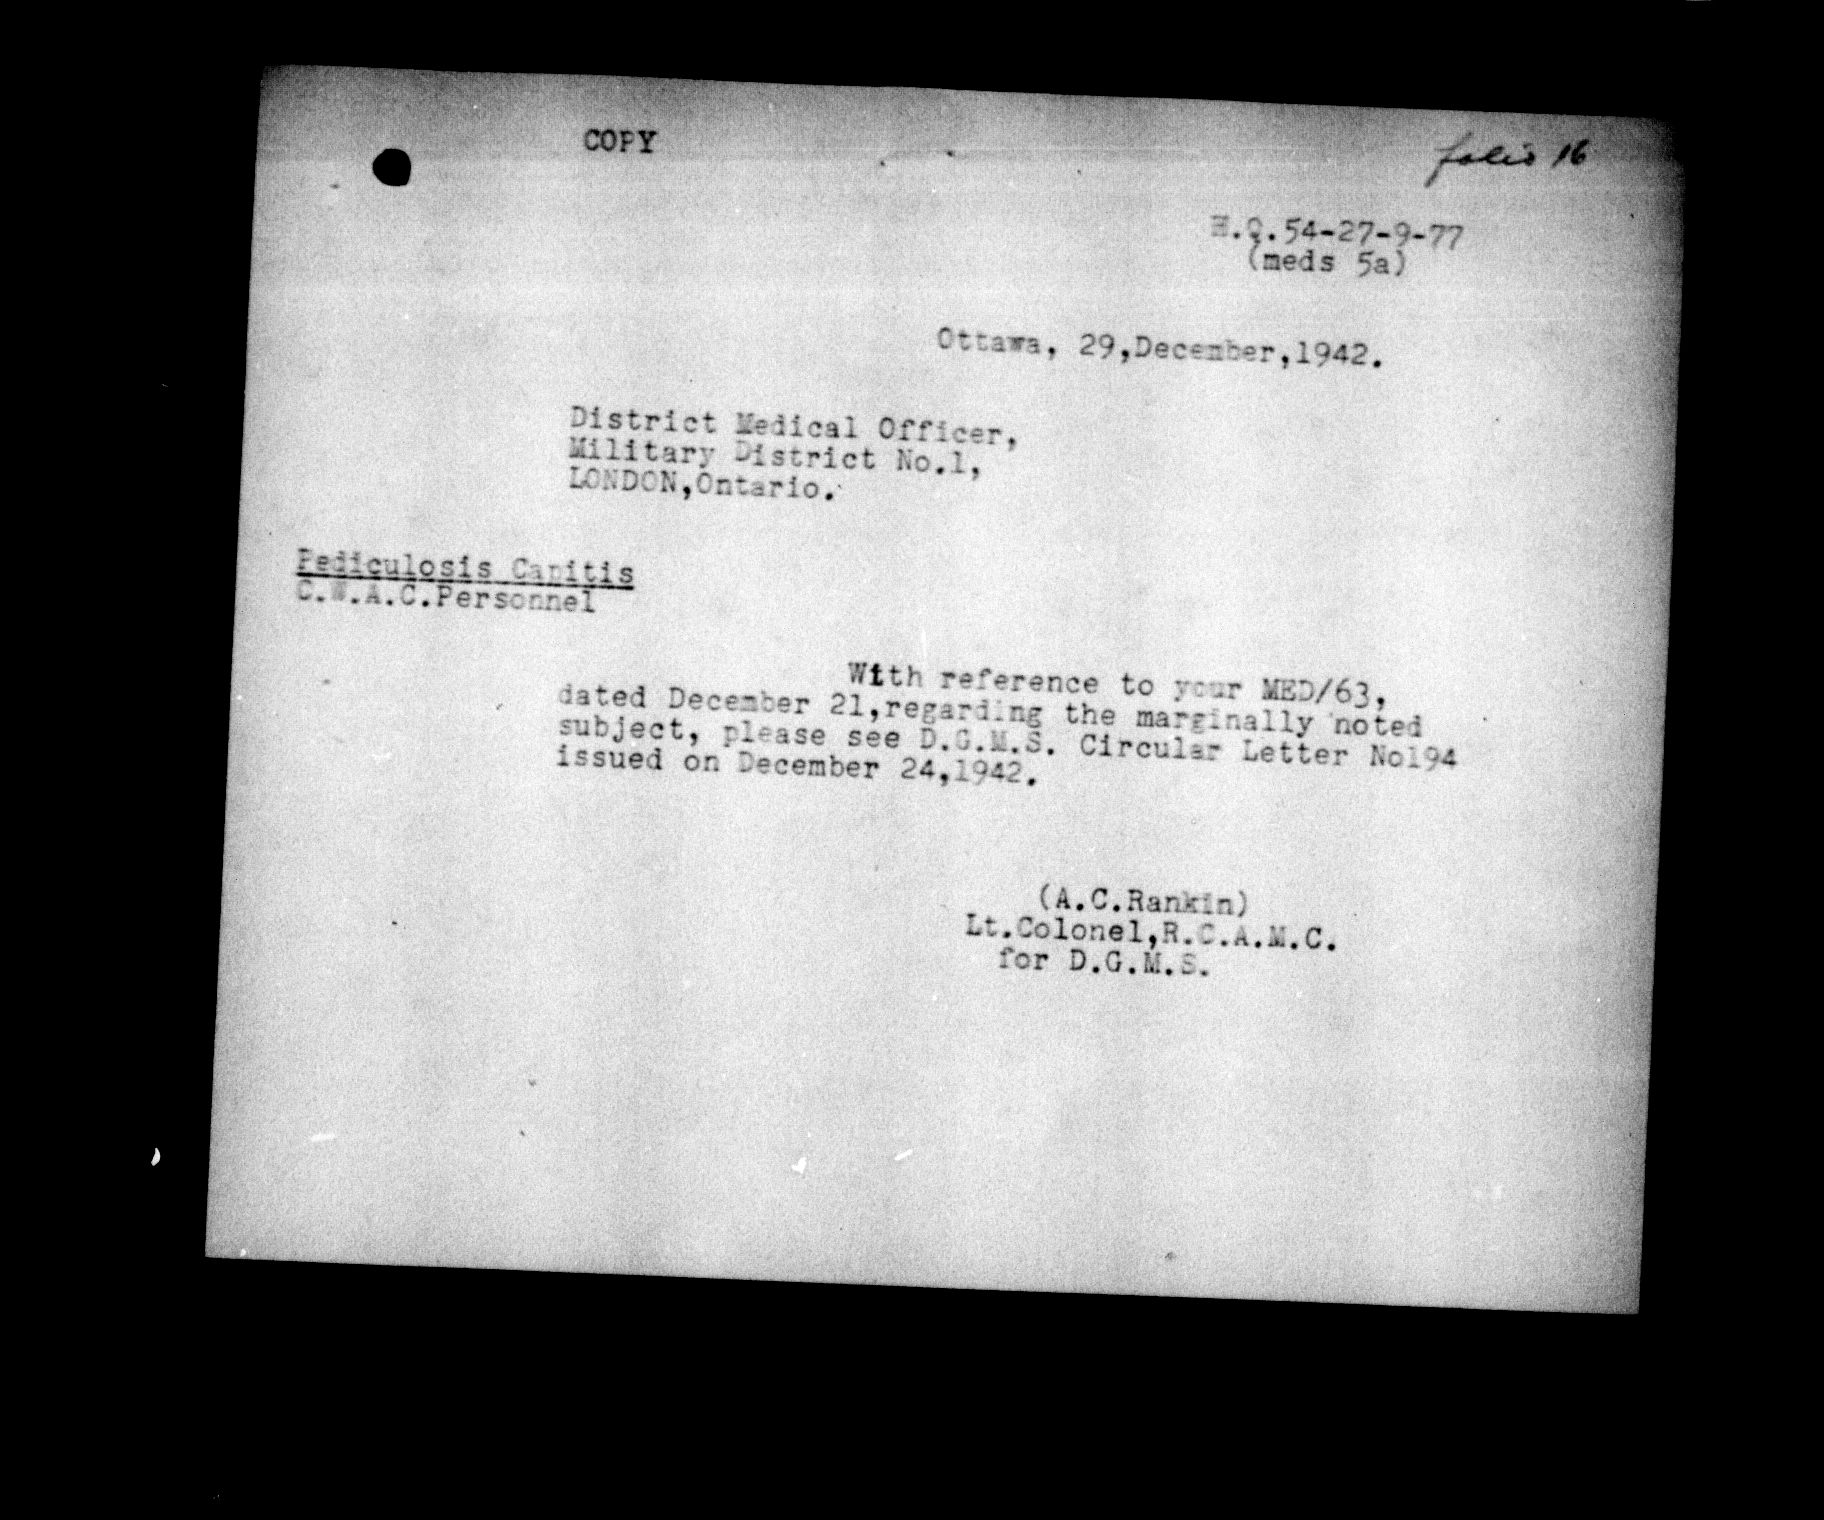 COPY
folio 16
H.Q.54-27-9-77
(meds 5a)
Ottawa, 29,December,1942.
District Medical Officer,
Military District No.1,
LONDON,Ontario.
Pediculosis Capitis
C.W.A.C.Personnel
With reference to your MED/63,
dated December 21,regarding the marginally noted
subject, please see D.G.M.S. Circular Letter No194
issued on December 24,1942.
(A.C.Rankin)
Lt.Colonel,R.C.A.M.C.
for D.G.M.S.